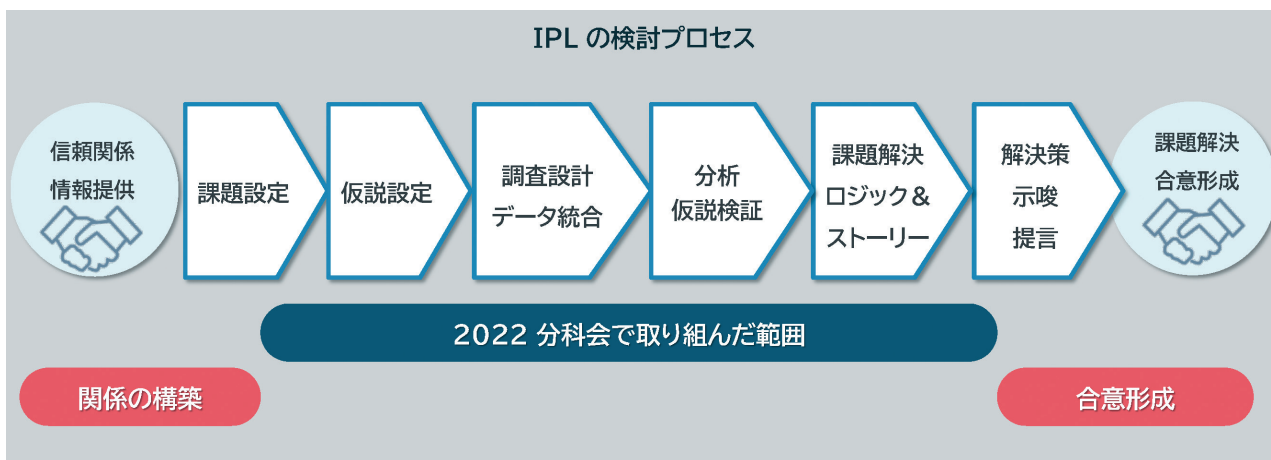 IPL の検討プロセス
信頼関係
情報提供
課題設定
仮説設定
調査設計
データ統合
分析
仮説検証
課題解決
ロジック＆
ストーリー
解決策
示唆
提言
課題解決
合意形成
2022 分科会で取り組んだ範囲
関係の構築
合意形成